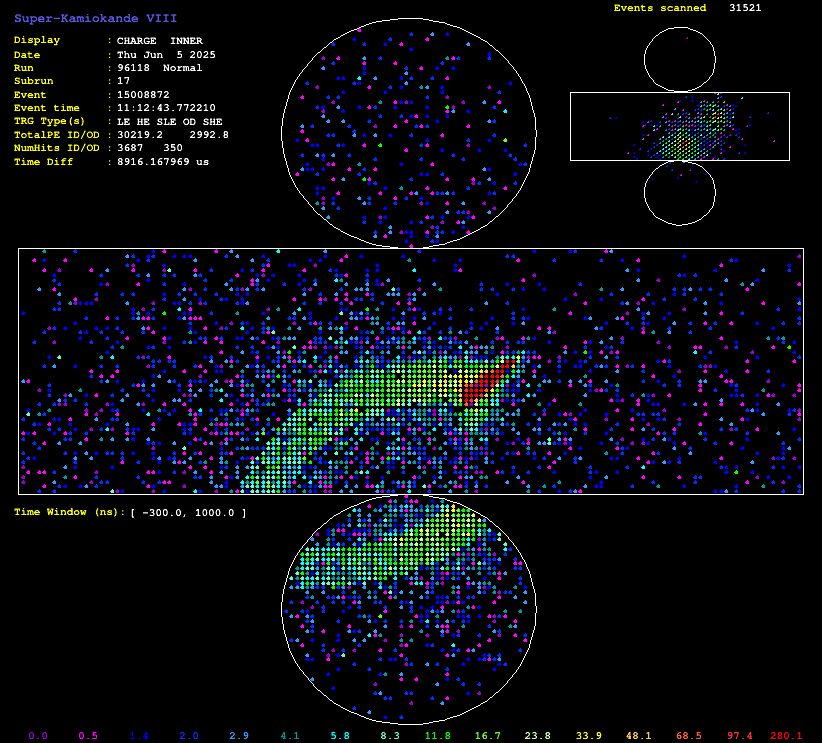 Super-Kamiokande VIII
Events scanned 31521
Display : CHARGE INNER
Date : Thu Jun 5 2025
Run : 96118 Normal
Subrun : 17
Event : 15008872
Event time : 11:12:43.772210
TRG Type(s) : LE HE SLE OD SHE
TotalPE ID/OD : 30219.2 2992.8
NumHits ID/OD : 3687 350
Time Diff : 8916.167969 us
Time Window (ns): [ -300.0, 1000.0 ]
0.0 0.5 1.4 2.0 2.9 4.1 5.8 8.3 11.8 16.7 23.8 33.9 48.1 68.5 97.4 280.1